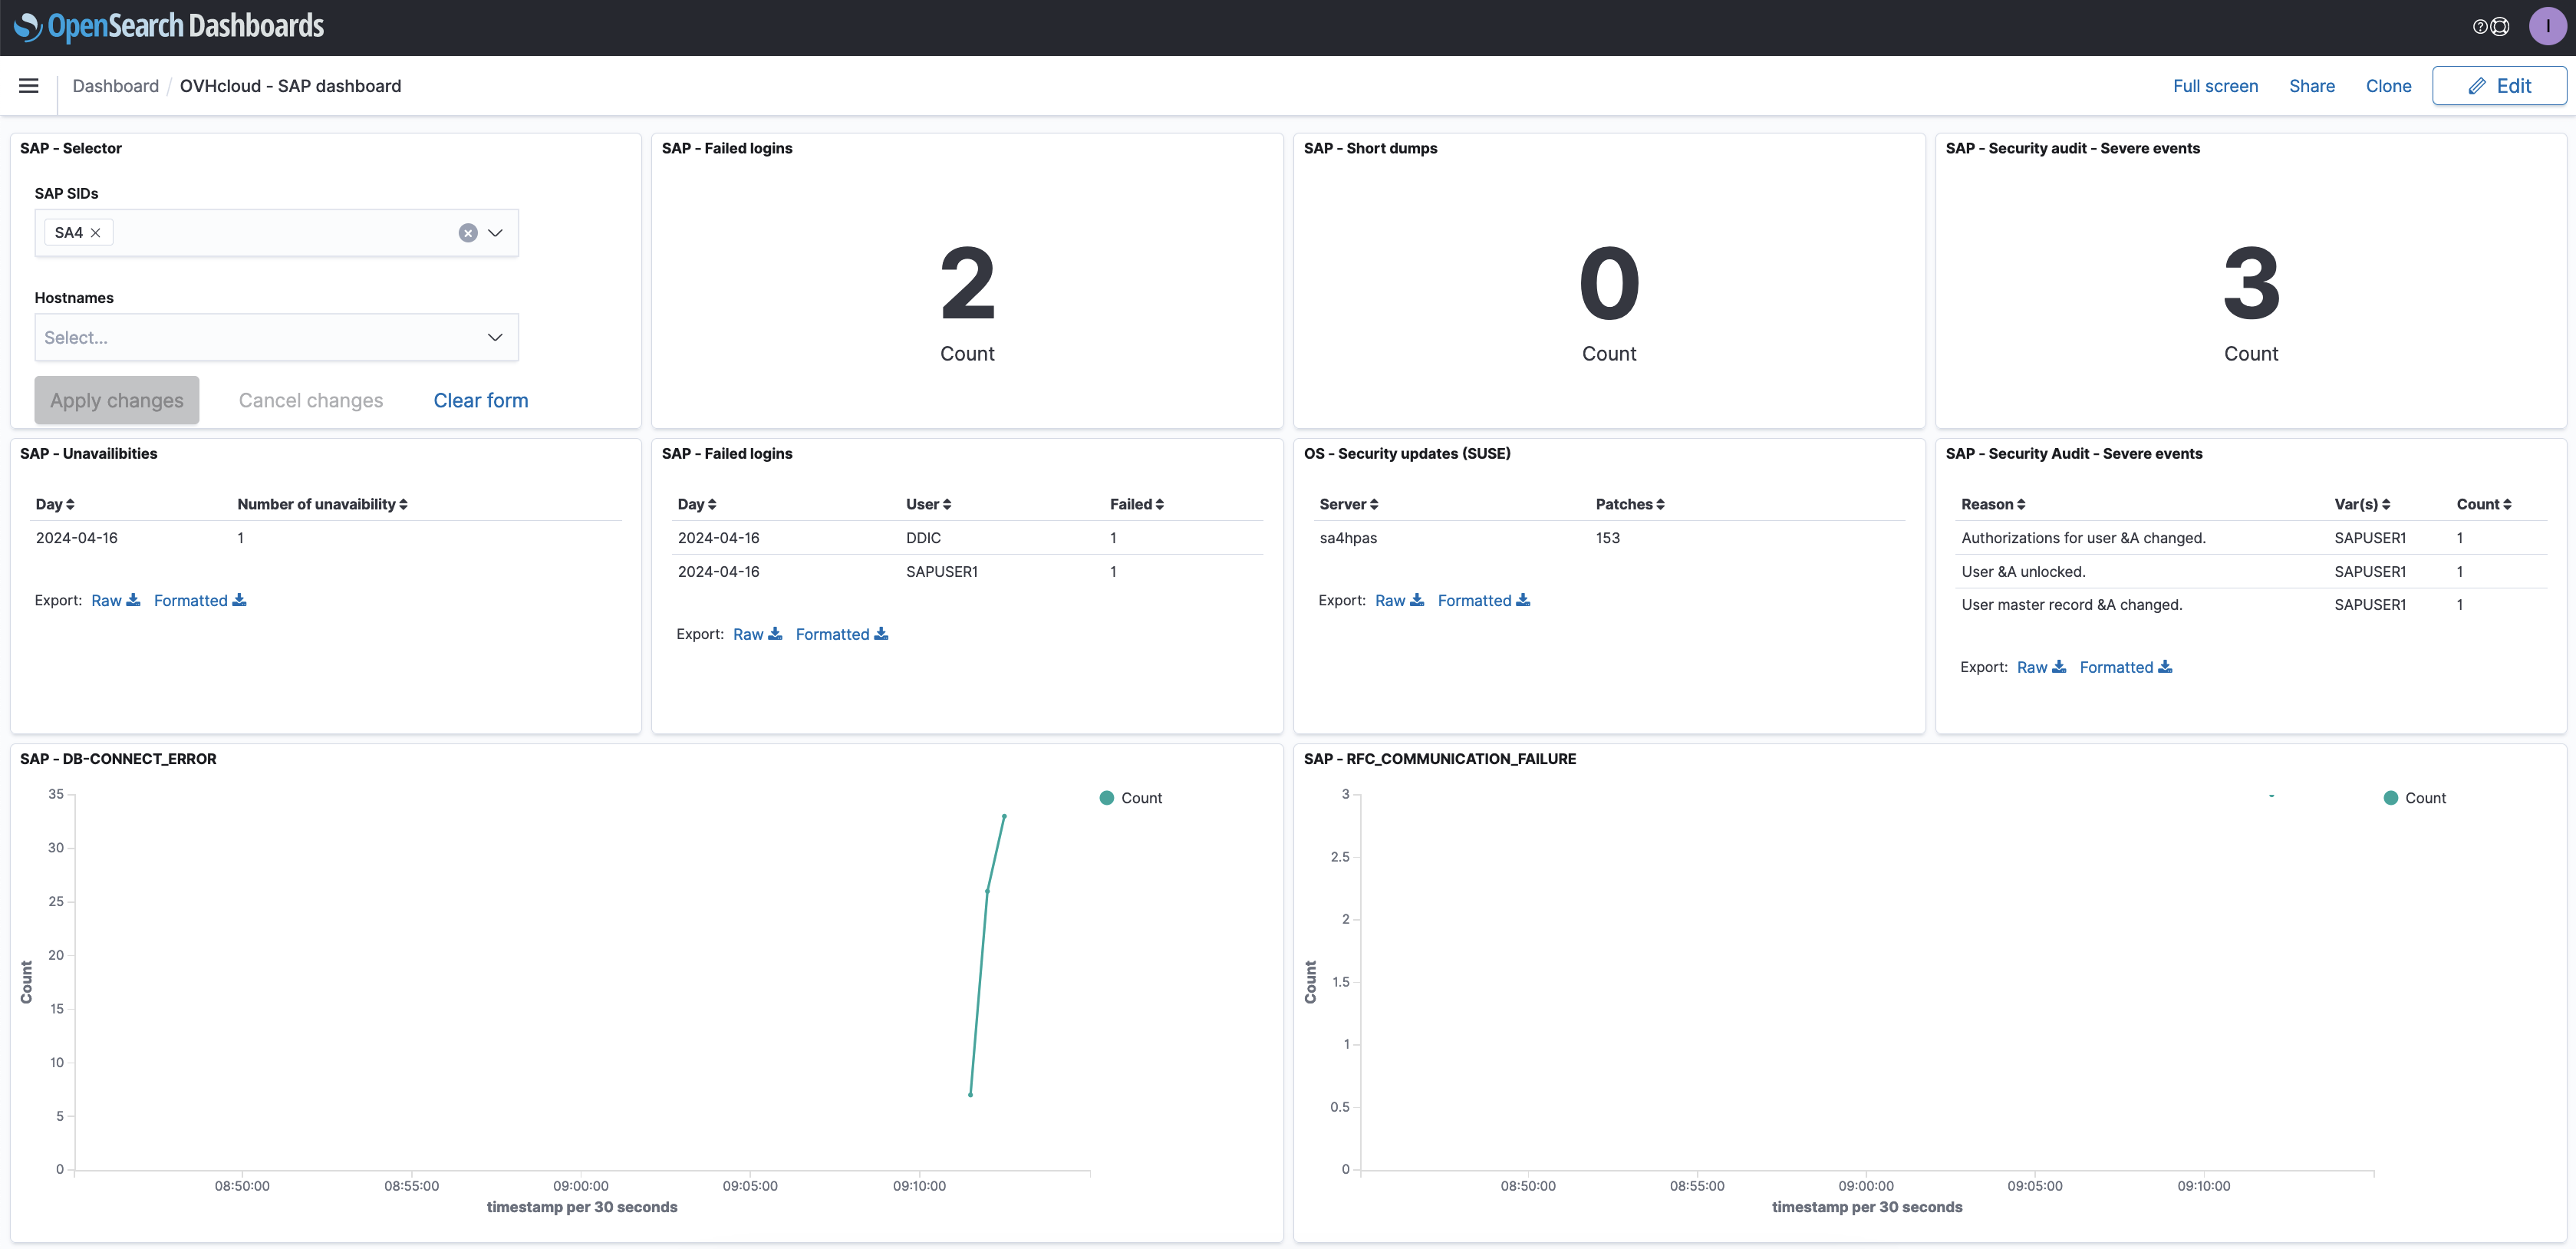 OpenSearch Dashboards
I
Dashboard / OVHcloud - SAP dashboard
Full screen
Share
Clone
Edit
SAP - Selector
SAP SIDs
SA4
Hostnames
Select...
Apply changes
Cancel changes
Clear form
SAP - Failed logins
2
Count
SAP - Short dumps
0
Count
SAP - Security audit - Severe events
3
Count
SAP - Unavailibities
Day Number of unavaibility
2024-04-16 1
Export: Raw Formatted
SAP - Failed logins
Day User Failed
2024-04-16 DDIC 1
2024-04-16 SAPUSER1 1
Export: Raw Formatted
OS - Security updates (SUSE)
Server Patches
sa4hpas 153
Export: Raw Formatted
SAP - Security Audit - Severe events
Reason Var(s) Count
Authorizations for user &A changed. SAPUSER1 1
User &A unlocked. SAPUSER1 1
User master record &A changed. SAPUSER1 1
Export: Raw Formatted
SAP - DB-CONNECT_ERROR
35
30
25
20
15
10
5
0
Count
08:50:00 08:55:00 09:00:00 09:05:00 09:10:00
timestamp per 30 seconds
Count
SAP - RFC_COMMUNICATION_FAILURE
3
2.5
2
1.5
1
0.5
0
Count
08:50:00 08:55:00 09:00:00 09:05:00 09:10:00
timestamp per 30 seconds
Count